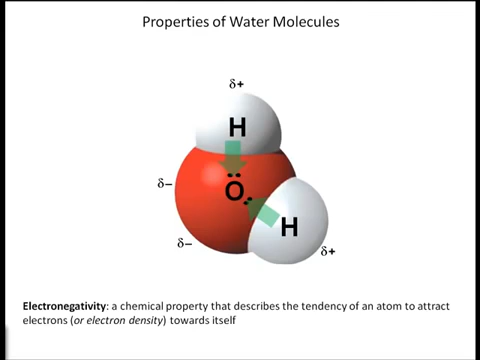 Properties of Water Molecules
δ+
H
δ−
O
H
δ−
δ+
Electronegativity: a chemical property that describes the tendency of an atom to attract
electrons (or electron density) towards itself